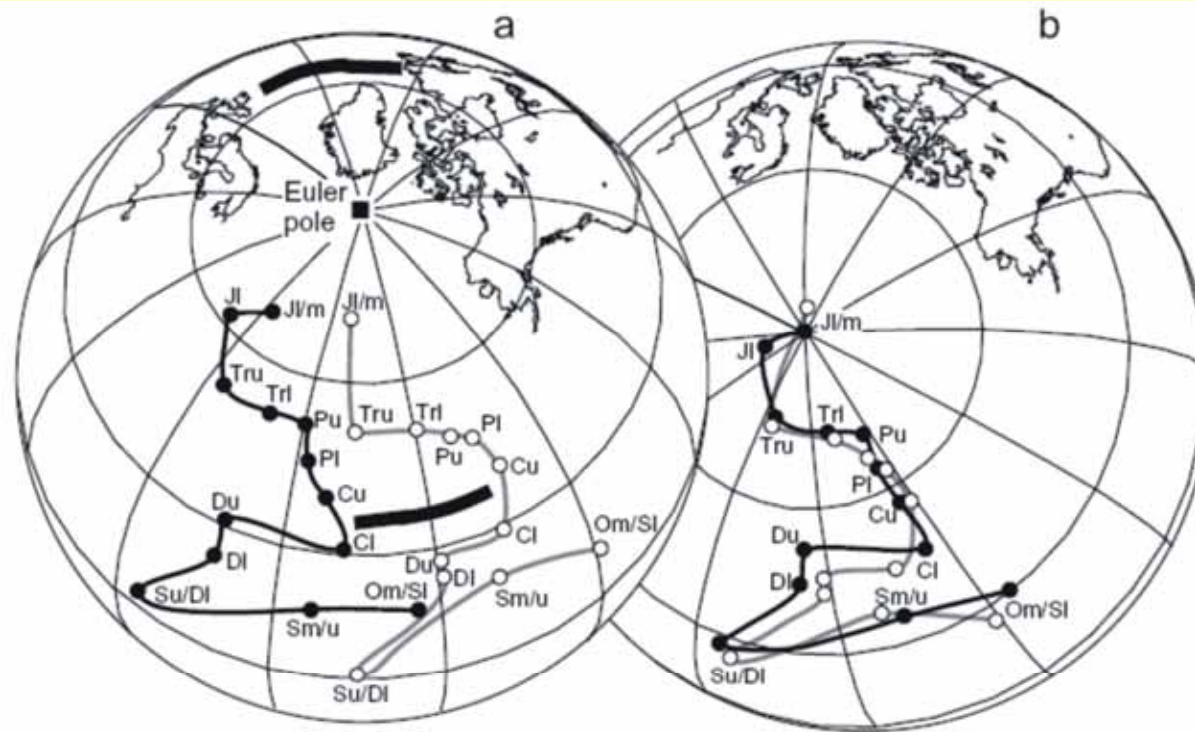 a
b
Euler
pole
Jl
Jl/m
Jl/m
Tru
Trl
Pu
Pl
Cu
Cl
Du
Dl
Su/Dl
Sm/u
Om/Sl
Tru
Trl
Pu
Pl
Cu
Cl
Du
Dl
Om/Sl
Sm/u
Su/Dl
Jl/m
Jl
Tru
Trl
Pu
Pl
Cu
Du
Dl
Cl
Sm/u
Om/Sl
Su/Dl